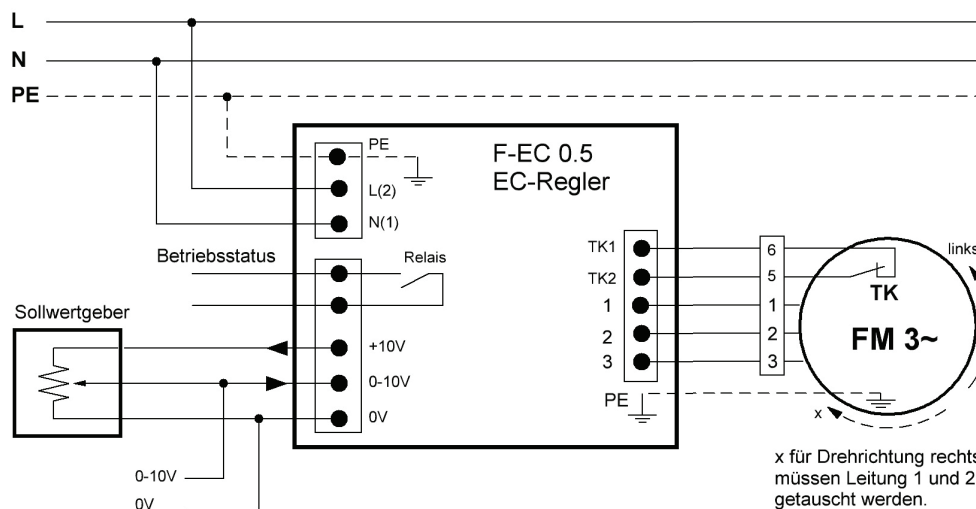 L
N
PE
PE
L(2)
N(1)
F-EC 0.5
EC-Regler
Betriebsstatus
Relais
Sollwertgeber
+10V
0-10V
0V
0-10V
0V
TK1
TK2
1
2
3
PE
6
5
1
2
3
links
TK
FM 3~
x
x für Drehrichtung rechts
müssen Leitung 1 und 2
getauscht werden.